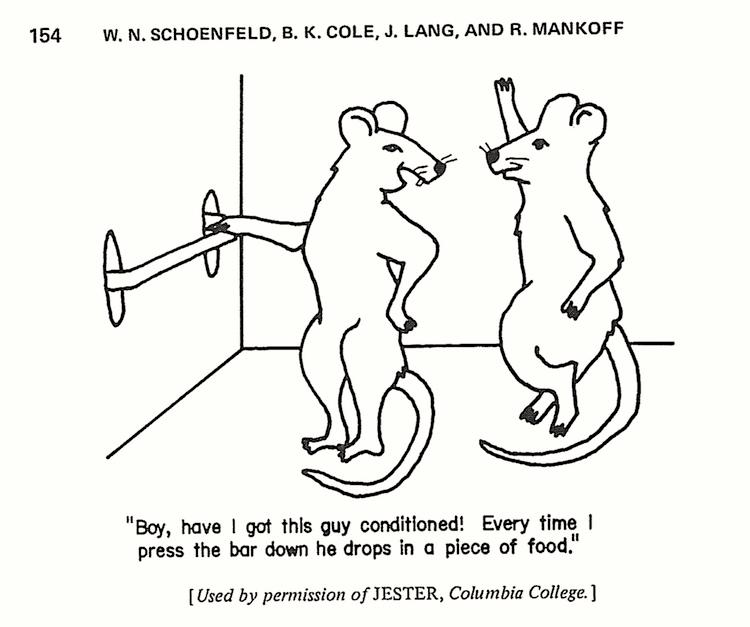 154 W. N. SCHOENFELD, B. K. COLE, J. LANG, AND R. MANKOFF
"Boy, have I got this guy conditioned! Every time I
press the bar down he drops in a piece of food."
[Used by permission of JESTER, Columbia College.]